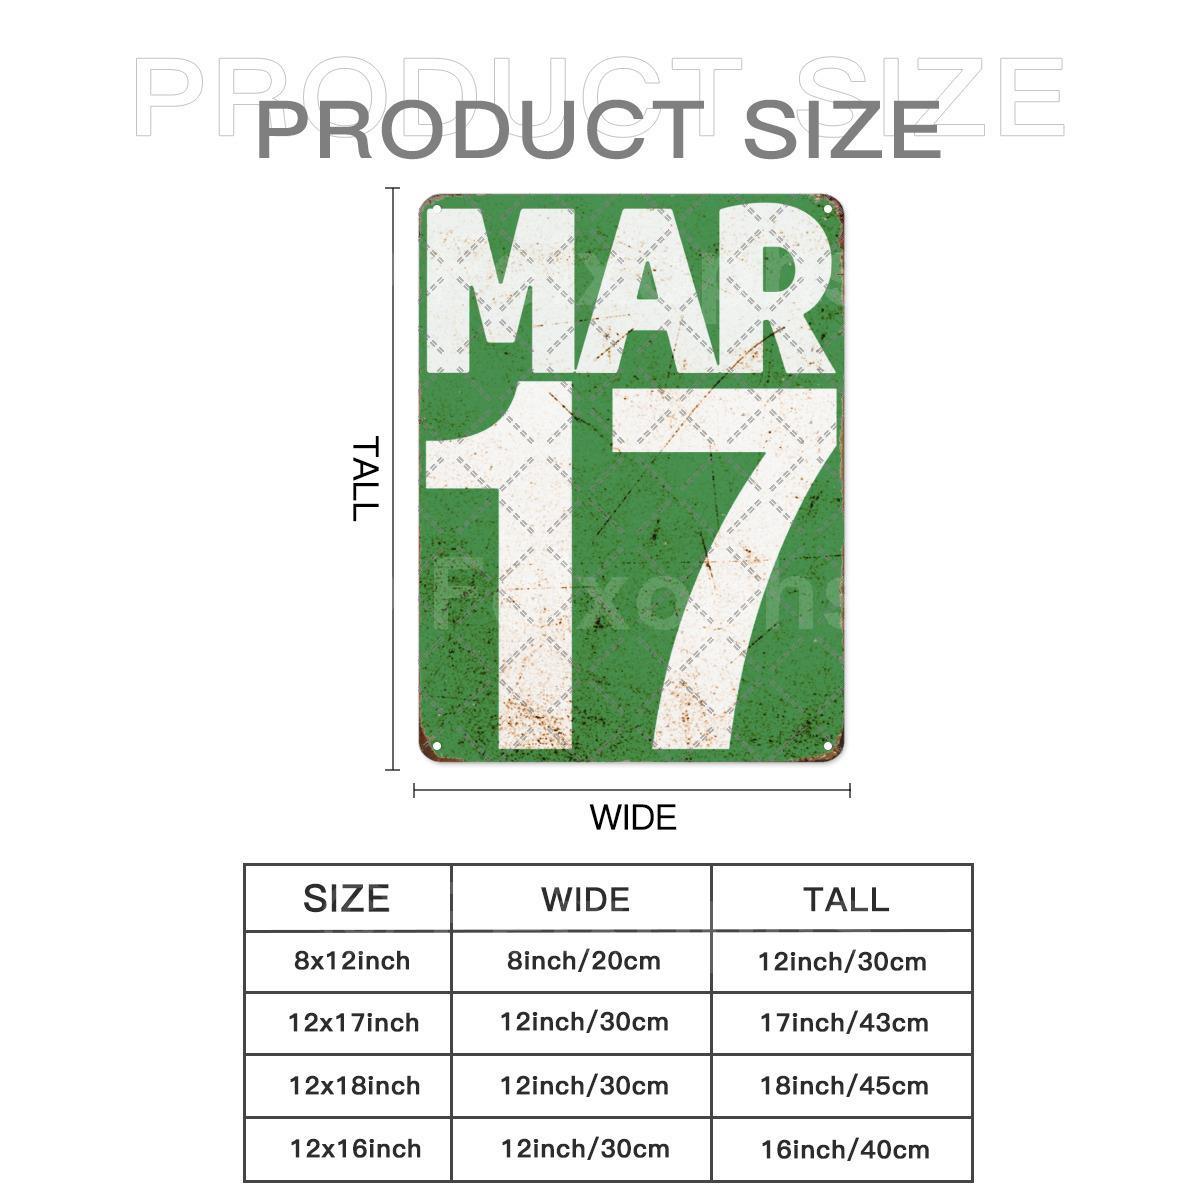 PRODUCT SIZE
PRODUCT SIZE
MAR
17
TALL
WIDE
SIZE WIDE TALL
8x12inch 8inch/20cm 12inch/30cm
12x17inch 12inch/30cm 17inch/43cm
12x18inch 12inch/30cm 18inch/45cm
12x16inch 12inch/30cm 16inch/40cm